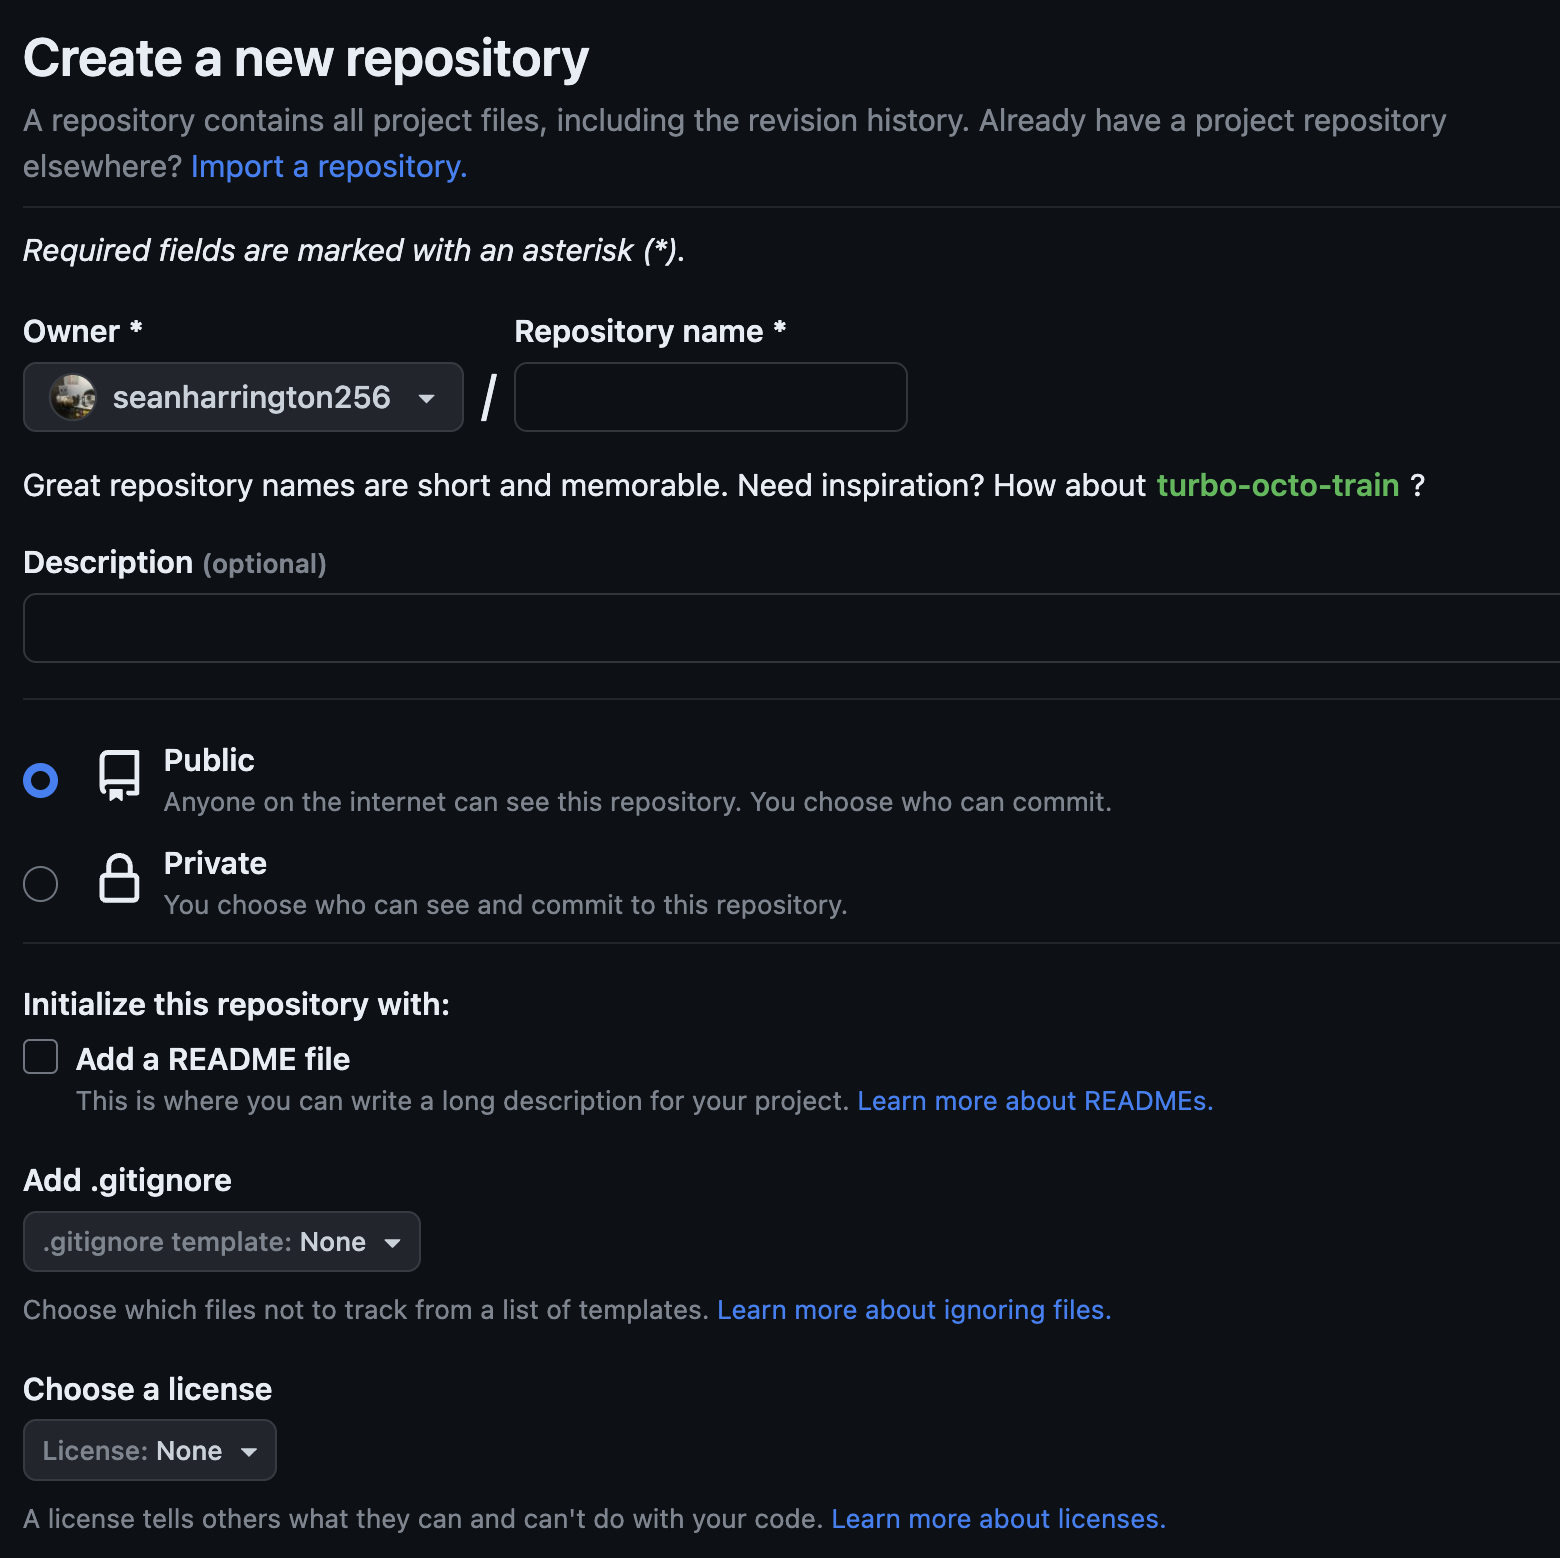 Create a new repository
A repository contains all project files, including the revision history. Already have a project repository
elsewhere? Import a repository.
Required fields are marked with an asterisk (*).
Owner * Repository name *
seanharrington256 /
Great repository names are short and memorable. Need inspiration? How about turbo-octo-train ?
Description (optional)
Public
Anyone on the internet can see this repository. You choose who can commit.
Private
You choose who can see and commit to this repository.
Initialize this repository with:
Add a README file
This is where you can write a long description for your project. Learn more about READMEs.
Add .gitignore
.gitignore template: None
Choose which files not to track from a list of templates. Learn more about ignoring files.
Choose a license
License: None
A license tells others what they can and can't do with your code. Learn more about licenses.